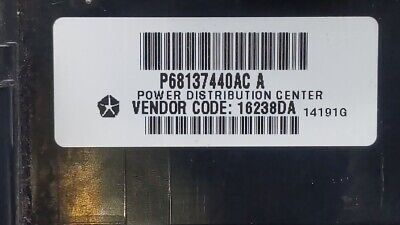 P68137440AC A
POWER DISTRIBUTION CENTER
VENDOR CODE: 16238DA 14191G